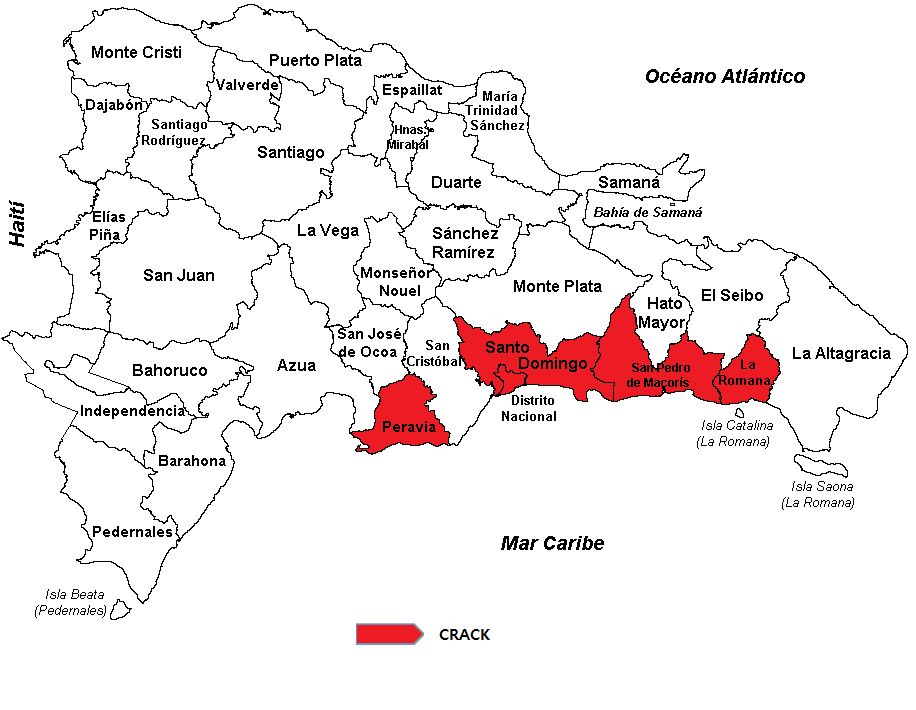 Monte Cristi
Puerto Plata
Océano Atlántico
Valverde
Espaillat
Dajabón
María
Trinidad
Sánchez
Santiago
Rodríguez
Hnas.
Mirabal
Santiago
Duarte
Samaná
Haití
Elías
Piña
Bahía de Samaná
La Vega
Sánchez
Ramírez
San Juan
Monseñor
Nouel
Monte Plata
Hato
Mayor
El Seibo
San José
de Ocoa
San
Cristóbal
Santo
Domingo
La Altagracia
Azua
Bahoruco
San Pedro
de Macorís
La
Romana
Independencia
Distrito
Nacional
Peravia
Isla Catalina
(La Romana)
Barahona
Isla Saona
(La Romana)
Pedernales
Mar Caribe
Isla Beata
(Pedernales)
CRACK